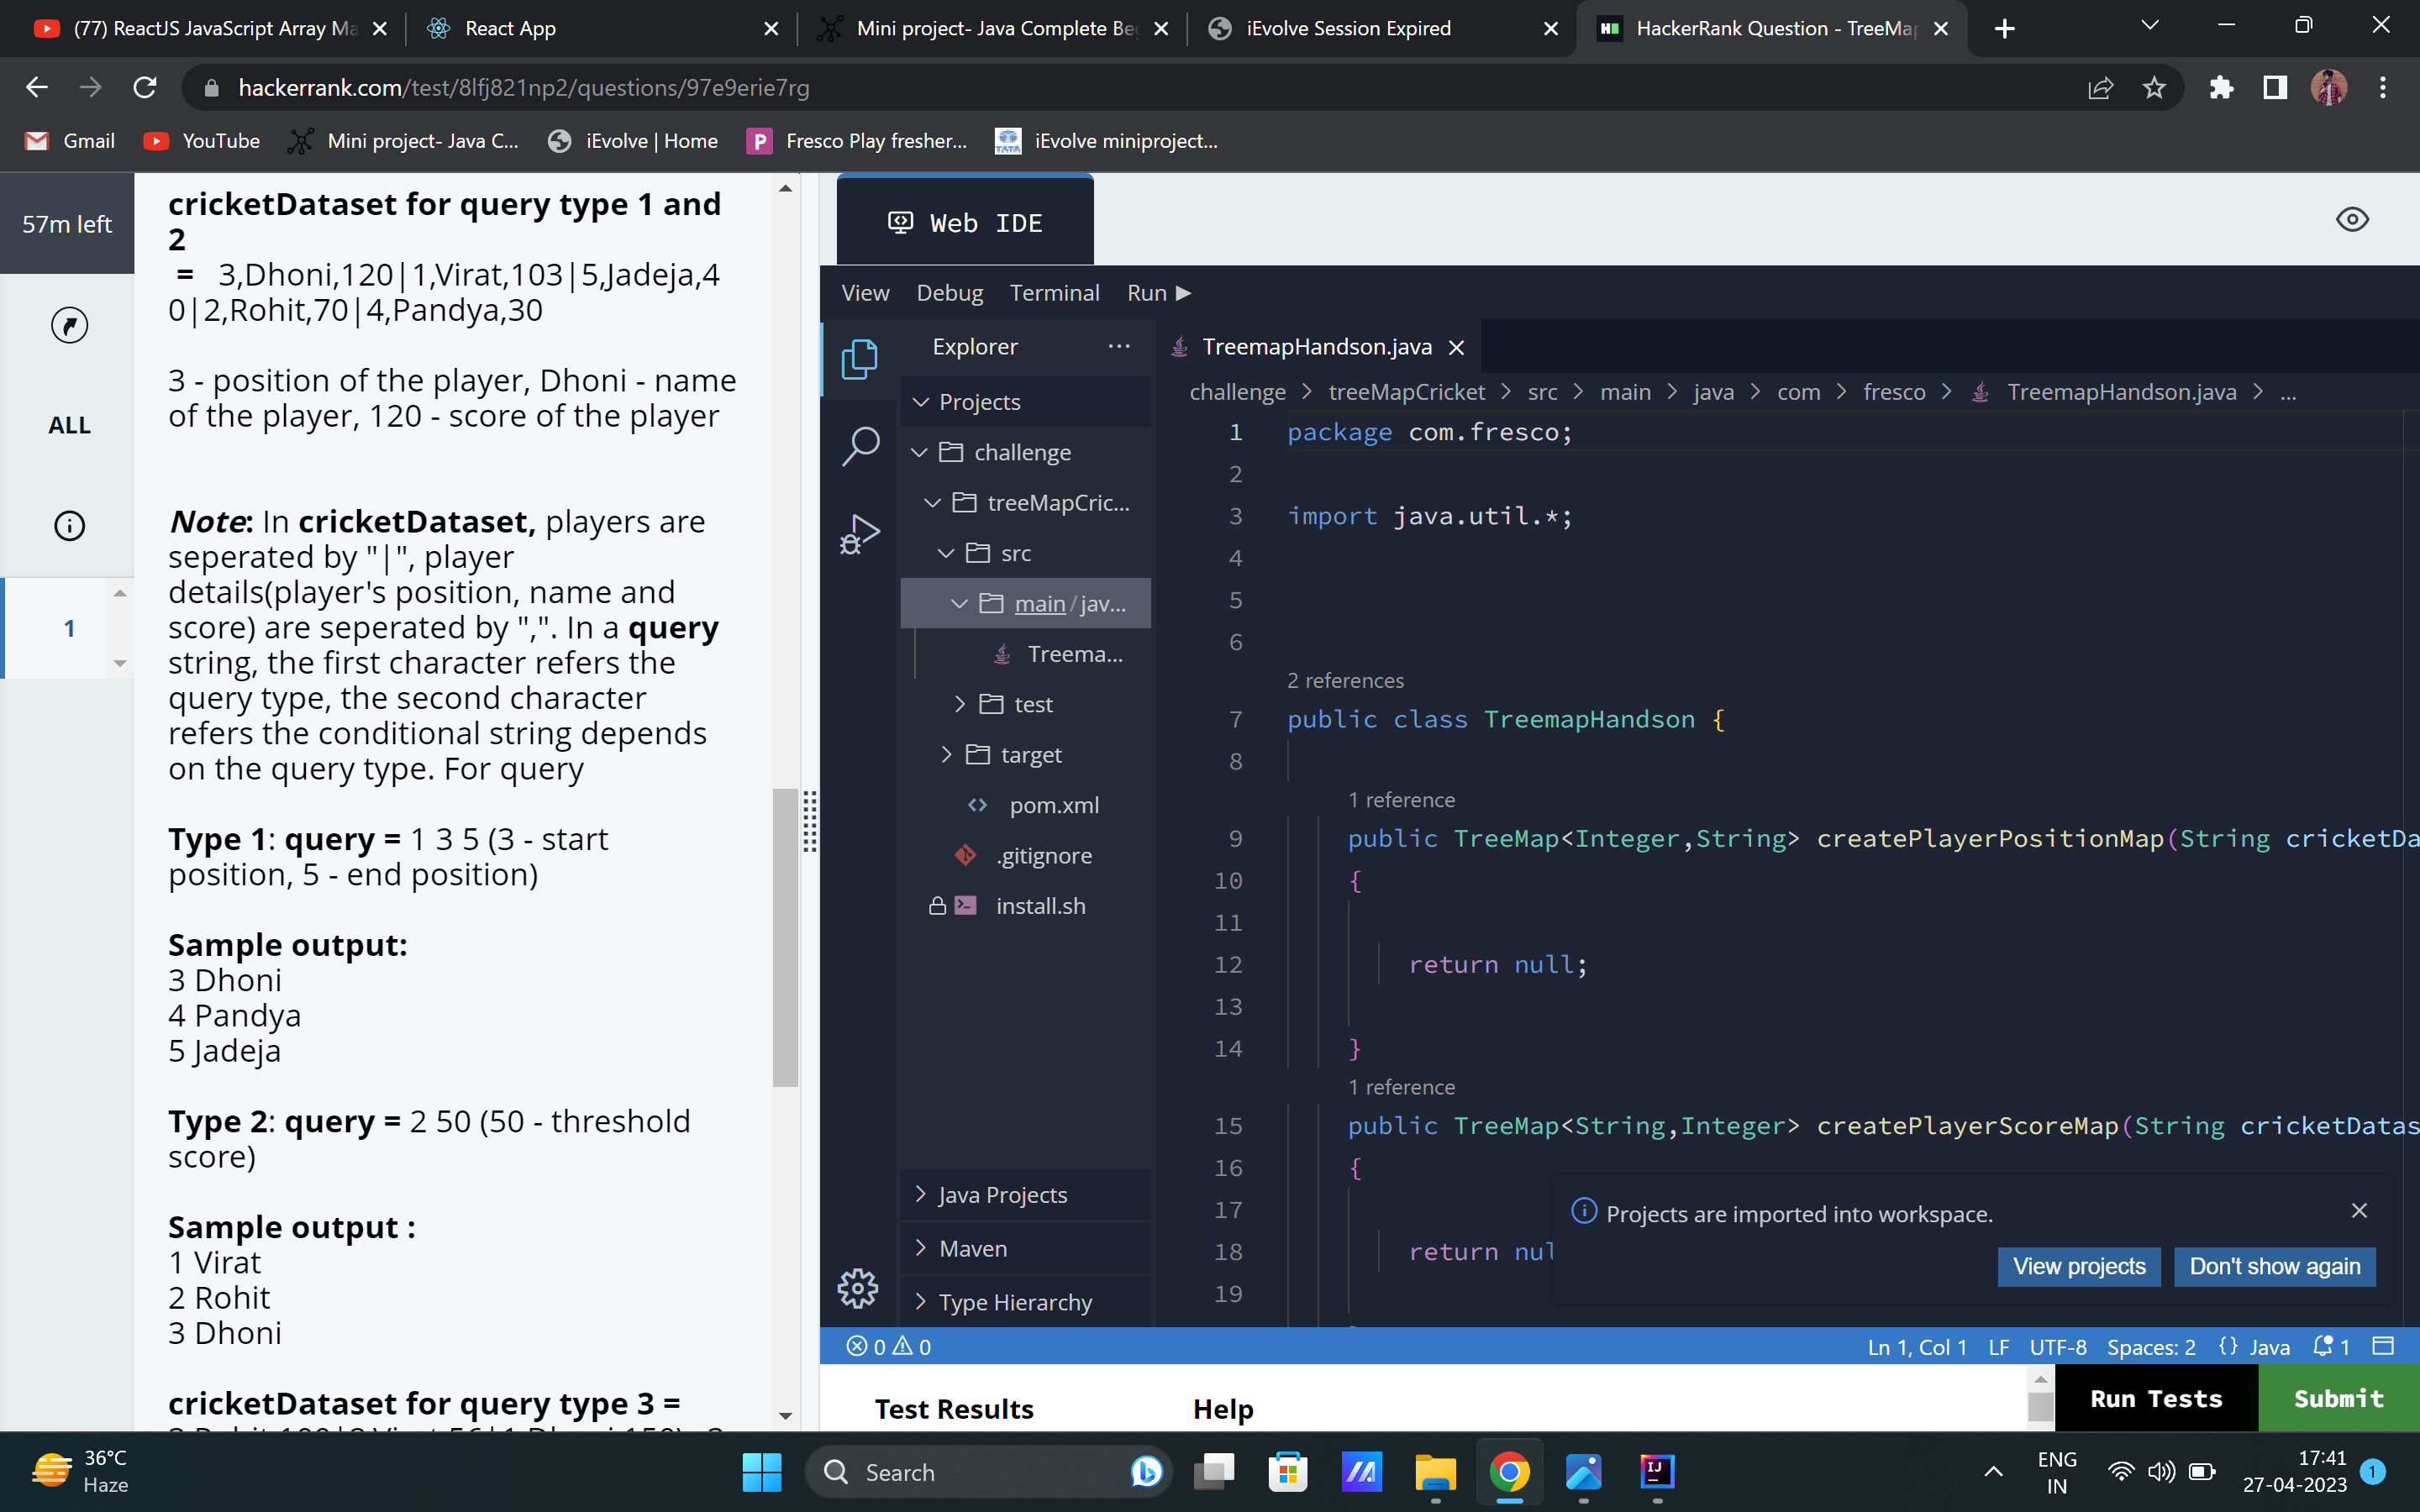 (77) ReactJS JavaScript Array Ma
React App
Mini project- Java Complete Be
iEvolve Session Expired
HackerRank Question - TreeMap
hackerrank.com/test/8lfj821np2/questions/97e9erie7rg
Gmail
YouTube
Mini project- Java C...
iEvolve | Home
Fresco Play fresher...
iEvolve miniproject...
57m left
ALL
1
cricketDataset for query type 1 and
2
= 3,Dhoni,120|1,Virat,103|5,Jadeja,4
0|2,Rohit,70|4,Pandya,30
3 - position of the player, Dhoni - name
of the player, 120 - score of the player
Note: In cricketDataset, players are
seperated by "|", player
details(player's position, name and
score) are seperated by ",". In a query
string, the first character refers the
query type, the second character
refers the conditional string depends
on the query type. For query
Type 1: query = 1 3 5 (3 - start
position, 5 - end position)
Sample output:
3 Dhoni
4 Pandya
5 Jadeja
Type 2: query = 2 50 (50 - threshold
score)
Sample output :
1 Virat
2 Rohit
3 Dhoni
cricketDataset for query type 3 =
Web IDE
View Debug Terminal Run
Explorer ...
Projects
challenge
treeMapCric...
src
main / jav...
Treema...
test
target
pom.xml
.gitignore
install.sh
Java Projects
Maven
Type Hierarchy
TreemapHandson.java
challenge > treeMapCricket > src > main > java > com > fresco > TreemapHandson.java > ...
1 package com.fresco;
2
3 import java.util.*;
4
5
6
2 references
7 public class TreemapHandson {
8
1 reference
9 public TreeMap<Integer,String> createPlayerPositionMap(String cricketDa
10 {
11
12 return null;
13
14 }
1 reference
15 public TreeMap<String,Integer> createPlayerScoreMap(String cricketDatas
16 {
17
18 return nul
19
Projects are imported into workspace.
View projects
Don't show again
0 0
Ln 1, Col 1 LF UTF-8 Spaces: 2 {} Java 1
Test Results
Help
Run Tests
Submit
36°C
Haze
Search
ENG
IN
17:41
27-04-2023
1